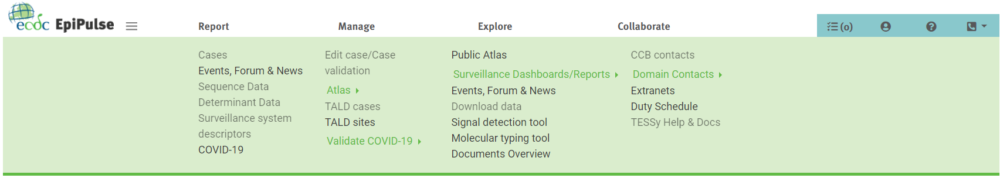 ecdc EpiPulse
Report
Manage
Explore
Collaborate
(0)
Cases
Events, Forum & News
Sequence Data
Determinant Data
Surveillance system
descriptors
COVID-19
Edit case/Case
validation
Atlas
TALD cases
TALD sites
Validate COVID-19
Public Atlas
Surveillance Dashboards/Reports
Events, Forum & News
Download data
Signal detection tool
Molecular typing tool
Documents Overview
CCB contacts
Domain Contacts
Extranets
Duty Schedule
TESSy Help & Docs